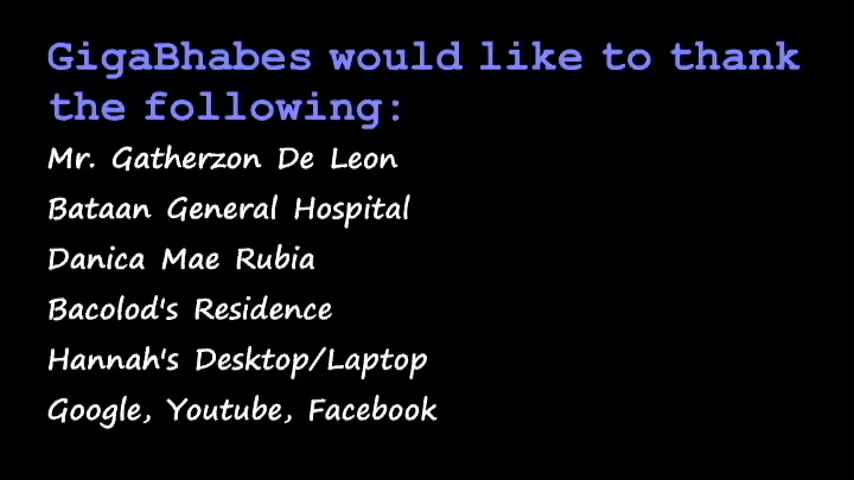 GigaBhabes would like to thank
the following:
Mr. Gatherzon De Leon
Bataan General Hospital
Danica Mae Rubia
Bacolod's Residence
Hannah's Desktop/Laptop
Google, Youtube, Facebook